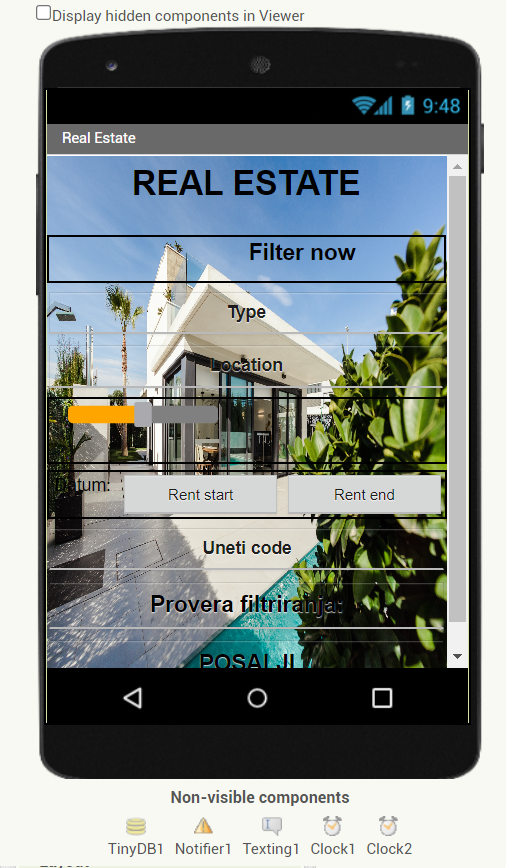 Display hidden components in Viewer
9:48
Real Estate
REAL ESTATE
Filter now
Type
Location
Datum:
Rent start
Rent end
Uneti code
Provera filtriranja:
POSALJI
Non-visible components
TinyDB1
Notifier1
Texting1
Clock1
Clock2